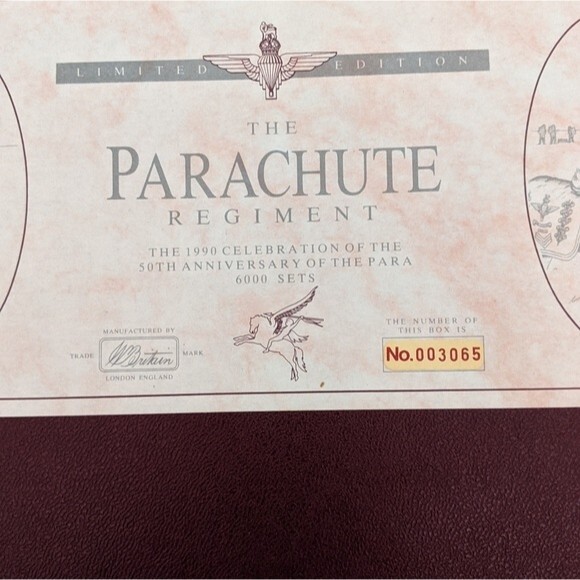 LIMITED EDITION
THE
PARACHUTE
REGIMENT
THE 1990 CELEBRATION OF THE
50TH ANNIVERSARY OF THE PARA
6000 SETS
MANUFACTURED BY
TRADE W Britain MARK
LONDON ENGLAND
THE NUMBER OF
THIS BOX IS
No. 003065